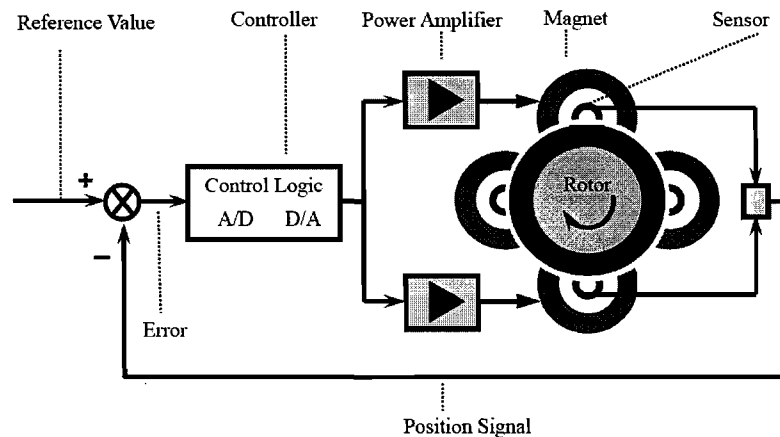 Reference Value
Controller
Power Amplifier
Magnet
Sensor
+
Control Logic
A/D D/A
Rotor
−
Error
Position Signal